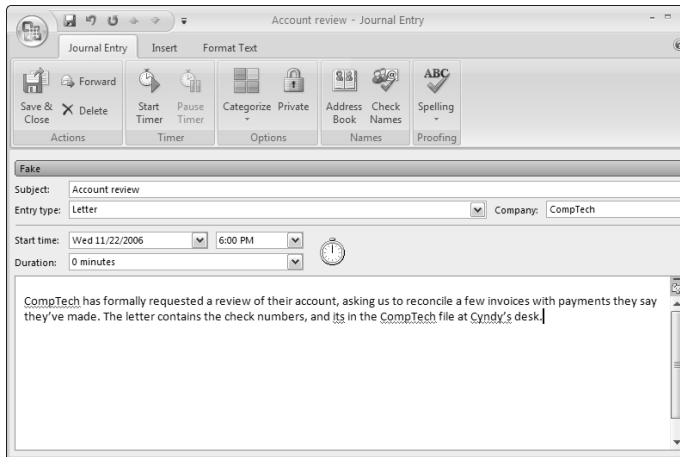 Account review - Journal Entry
Journal Entry Insert Format Text
Save & Close
Forward
Delete
Start Timer
Pause Timer
Categorize
Private
Address Book
Check Names
ABC
Spelling
Actions Timer Options Names Proofing
Fake
Subject: Account review
Entry type: Letter Company: CompTech
Start time: Wed 11/22/2006 6:00 PM
Duration: 0 minutes
CompTech has formally requested a review of their account, asking us to reconcile a few invoices with payments they say
they've made. The letter contains the check numbers, and its in the CompTech file at Cyndy's desk.